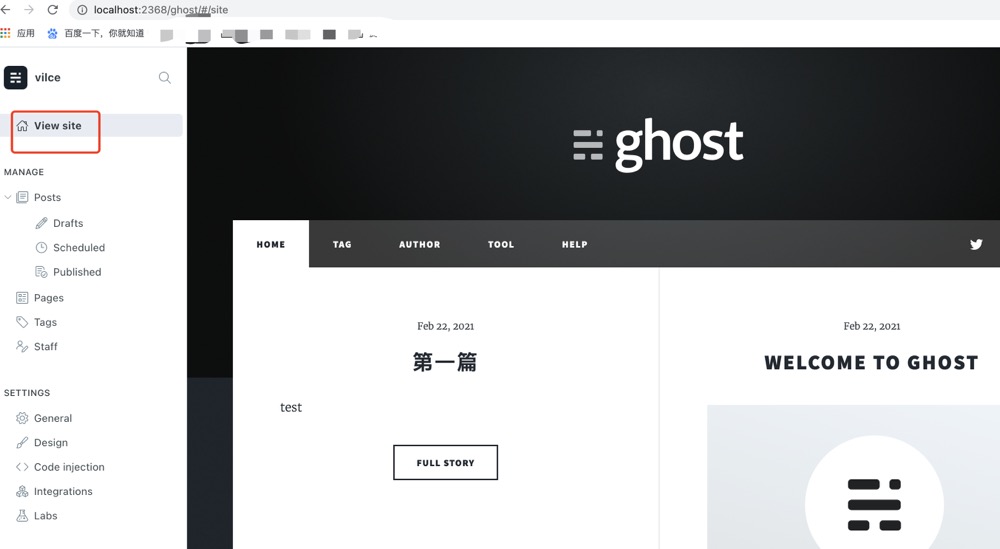 localhost:2368/ghost/#/site
应用 百度一下，你就知道
vilce
View site
MANAGE
Posts
Drafts
Scheduled
Published
Pages
Tags
Staff
SETTINGS
General
Design
Code injection
Integrations
Labs
ghost
HOME TAG AUTHOR TOOL HELP
Feb 22, 2021
第一篇
test
FULL STORY
Feb 22, 2021
WELCOME TO GHOST